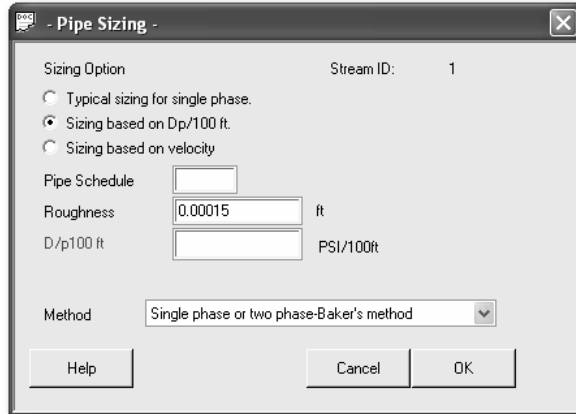 - Pipe Sizing -
Sizing Option Stream ID: 1
Typical sizing for single phase.
Sizing based on Dp/100 ft.
Sizing based on velocity
Pipe Schedule
Roughness 0.00015 ft
D/p100 ft PSI/100ft
Method Single phase or two phase-Baker's method
Help Cancel OK